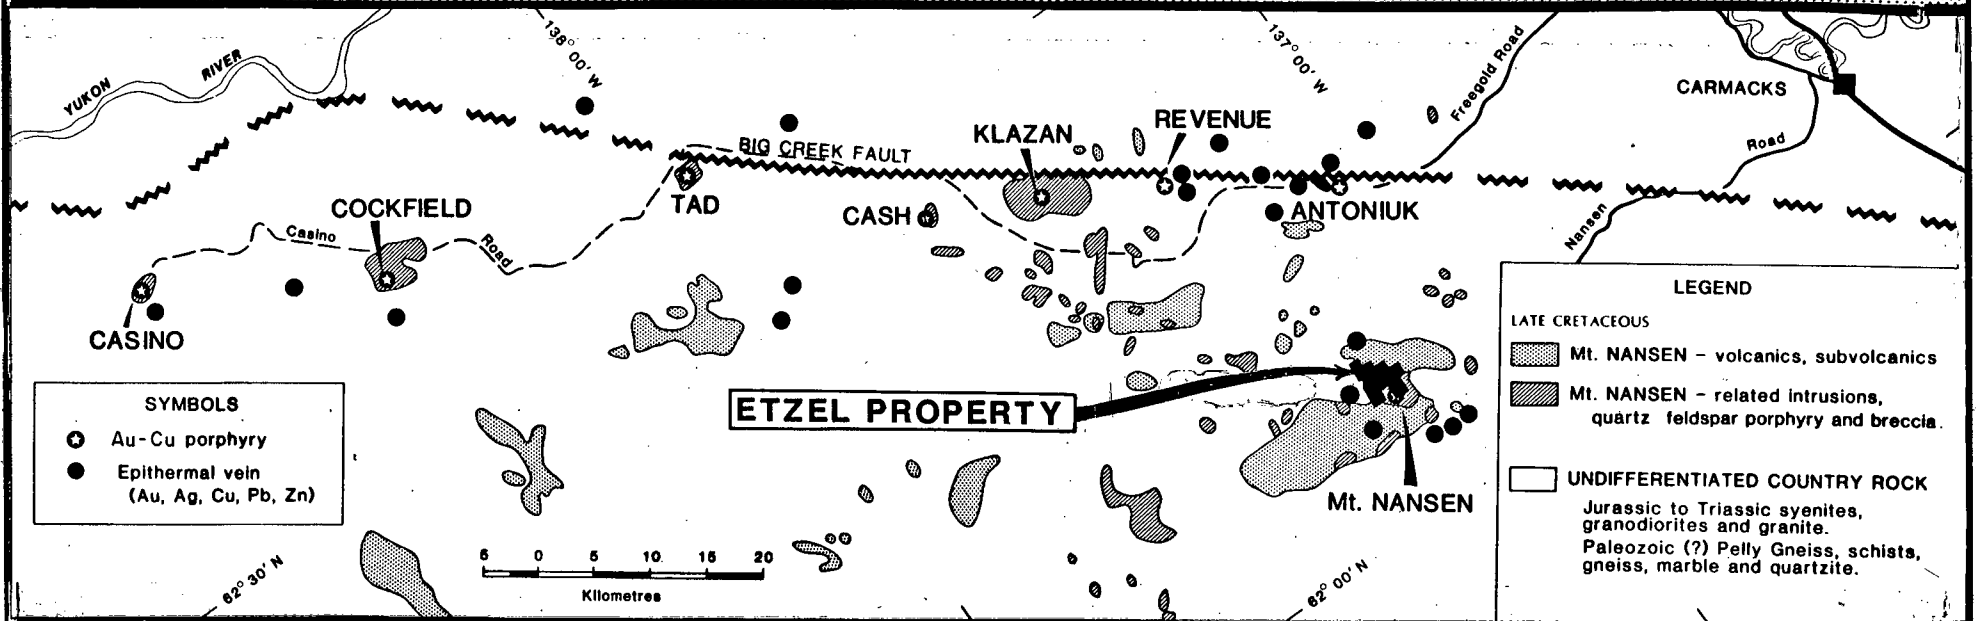 YUKON RIVER
138° 00' W
137° 00' W
Freegold Road
CARMACKS
Road
Nansen
BIG CREEK FAULT
KLAZAN
REVENUE
TAD
CASH
ANTONIUK
COCKFIELD
Casino Road
CASINO
ETZEL PROPERTY
Mt. NANSEN
SYMBOLS
Au-Cu porphyry
Epithermal vein
(Au, Ag, Cu, Pb, Zn)
62° 30' N
5 0 5 10 15 20
Kilometres
62° 00' N
LEGEND
LATE CRETACEOUS
Mt. NANSEN - volcanics, subvolcanics
Mt. NANSEN - related intrusions,
quartz feldspar porphyry and breccia.
UNDIFFERENTIATED COUNTRY ROCK
Jurassic to Triassic syenites,
granodiorites and granite.
Paleozoic (?) Pelly Gneiss, schists,
gneiss, marble and quartzite.